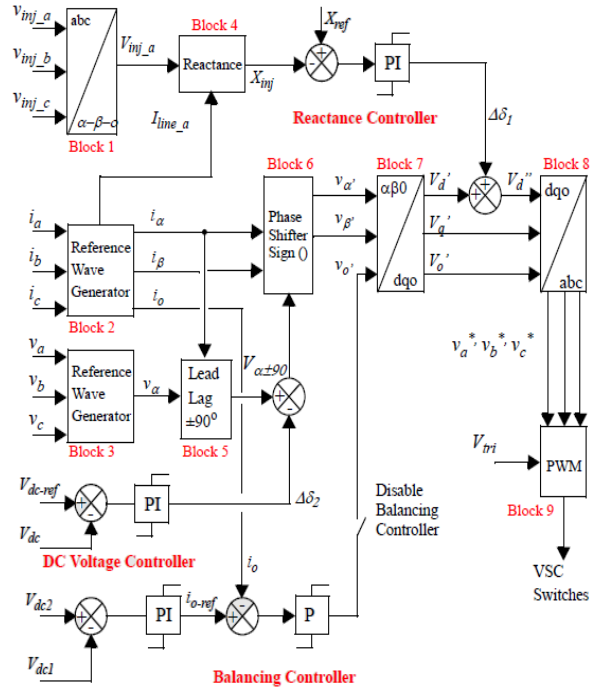 v_inj_a
v_inj_b
v_inj_c
abc
α-β-o
Block 1
V_inj_a
Block 4
Reactance
I_line_a
X_inj
X_ref
+
-
PI
Reactance Controller
Δδ_1
i_a
i_b
i_c
Reference
Wave
Generator
Block 2
i_α
i_β
i_o
Block 6
Phase
Shifter
Sign ()
v_α'
v_β'
v_o'
Block 7
αβ0
dqo
V_d'
V_q'
V_o'
+
+
V_d''
Block 8
dqo
abc
v_a*, v_b*, v_c*
v_a
v_b
v_c
Reference
Wave
Generator
Block 3
v_α
Lead
Lag
±90°
Block 5
V_α±90
+
-
V_tri
PWM
Block 9
VSC
Switches
V_dc-ref
V_dc
+
-
PI
Δδ_2
DC Voltage Controller
Disable
Balancing
Controller
i_o
V_dc2
V_dc1
+
-
PI
i_o-ref
-
+
P
Balancing Controller